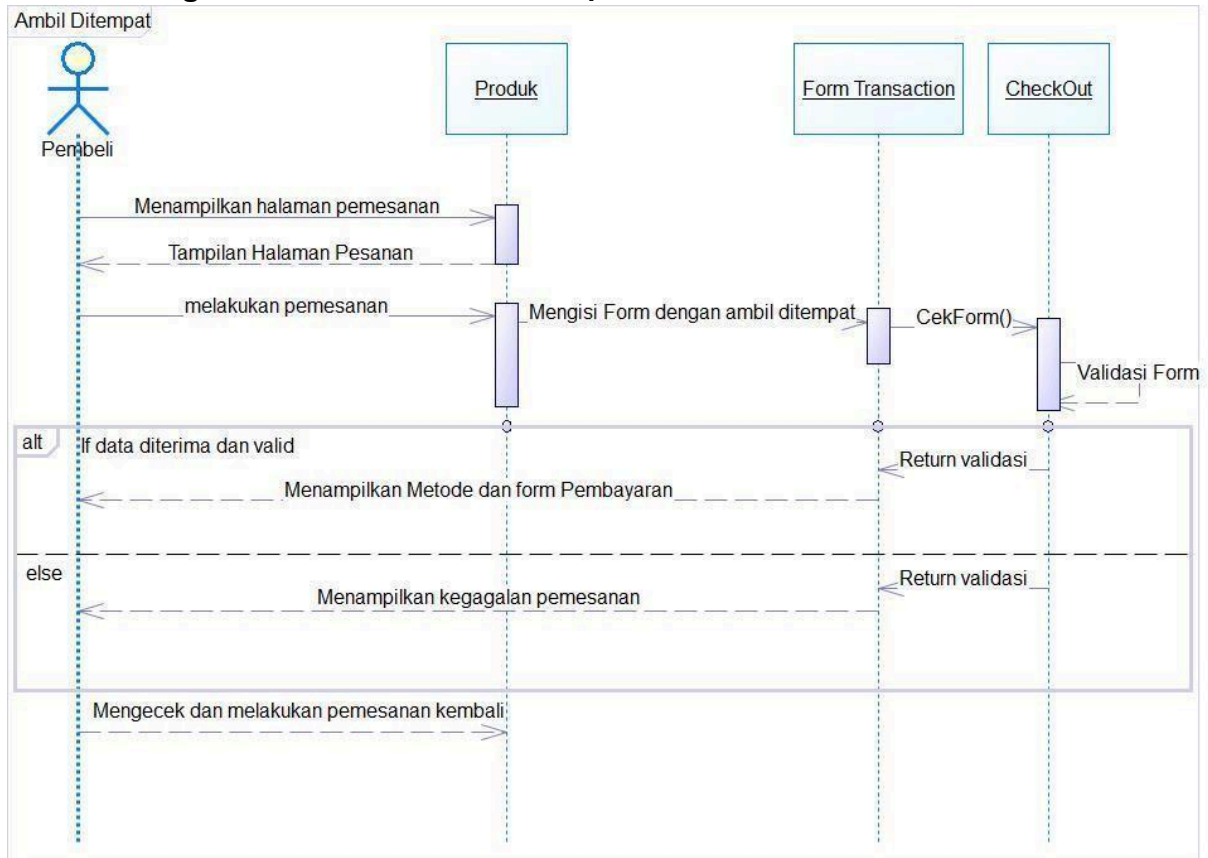 Ambil Ditempat
Pembeli
Produk
Form Transaction
CheckOut
Menampilkan halaman pemesanan
Tampilan Halaman Pesanan
melakukan pemesanan
Mengisi Form dengan ambil ditempat
CekForm()
Validasi Form
alt
If data diterima dan valid
Return validasi
Menampilkan Metode dan form Pembayaran
else
Return validasi
Menampilkan kegagalan pemesanan
Mengecek dan melakukan pemesanan kembali